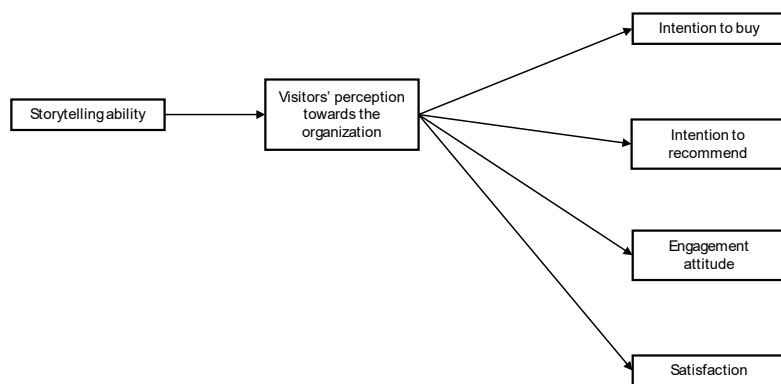 Intention to buy
Storytelling ability
Visitors’ perception
towards the
organization
Intention to
recommend
Engagement
attitude
Satisfaction